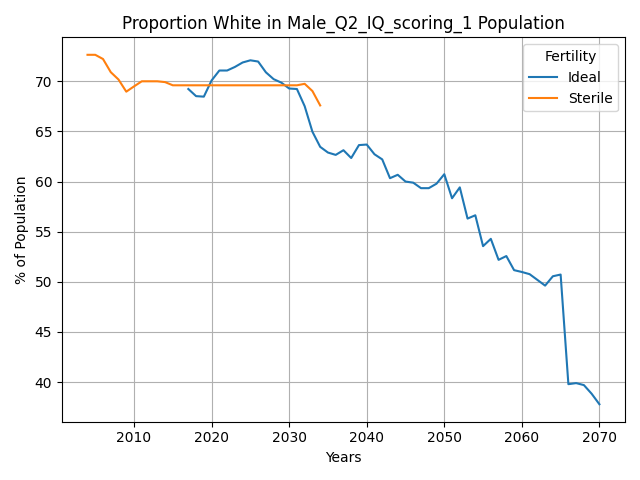 Proportion White in Male_Q2_IQ_scoring_1 Population
% of Population
70
65
60
55
50
45
40
2010
2020
2030
2040
2050
2060
2070
Years
Fertility
Ideal
Sterile